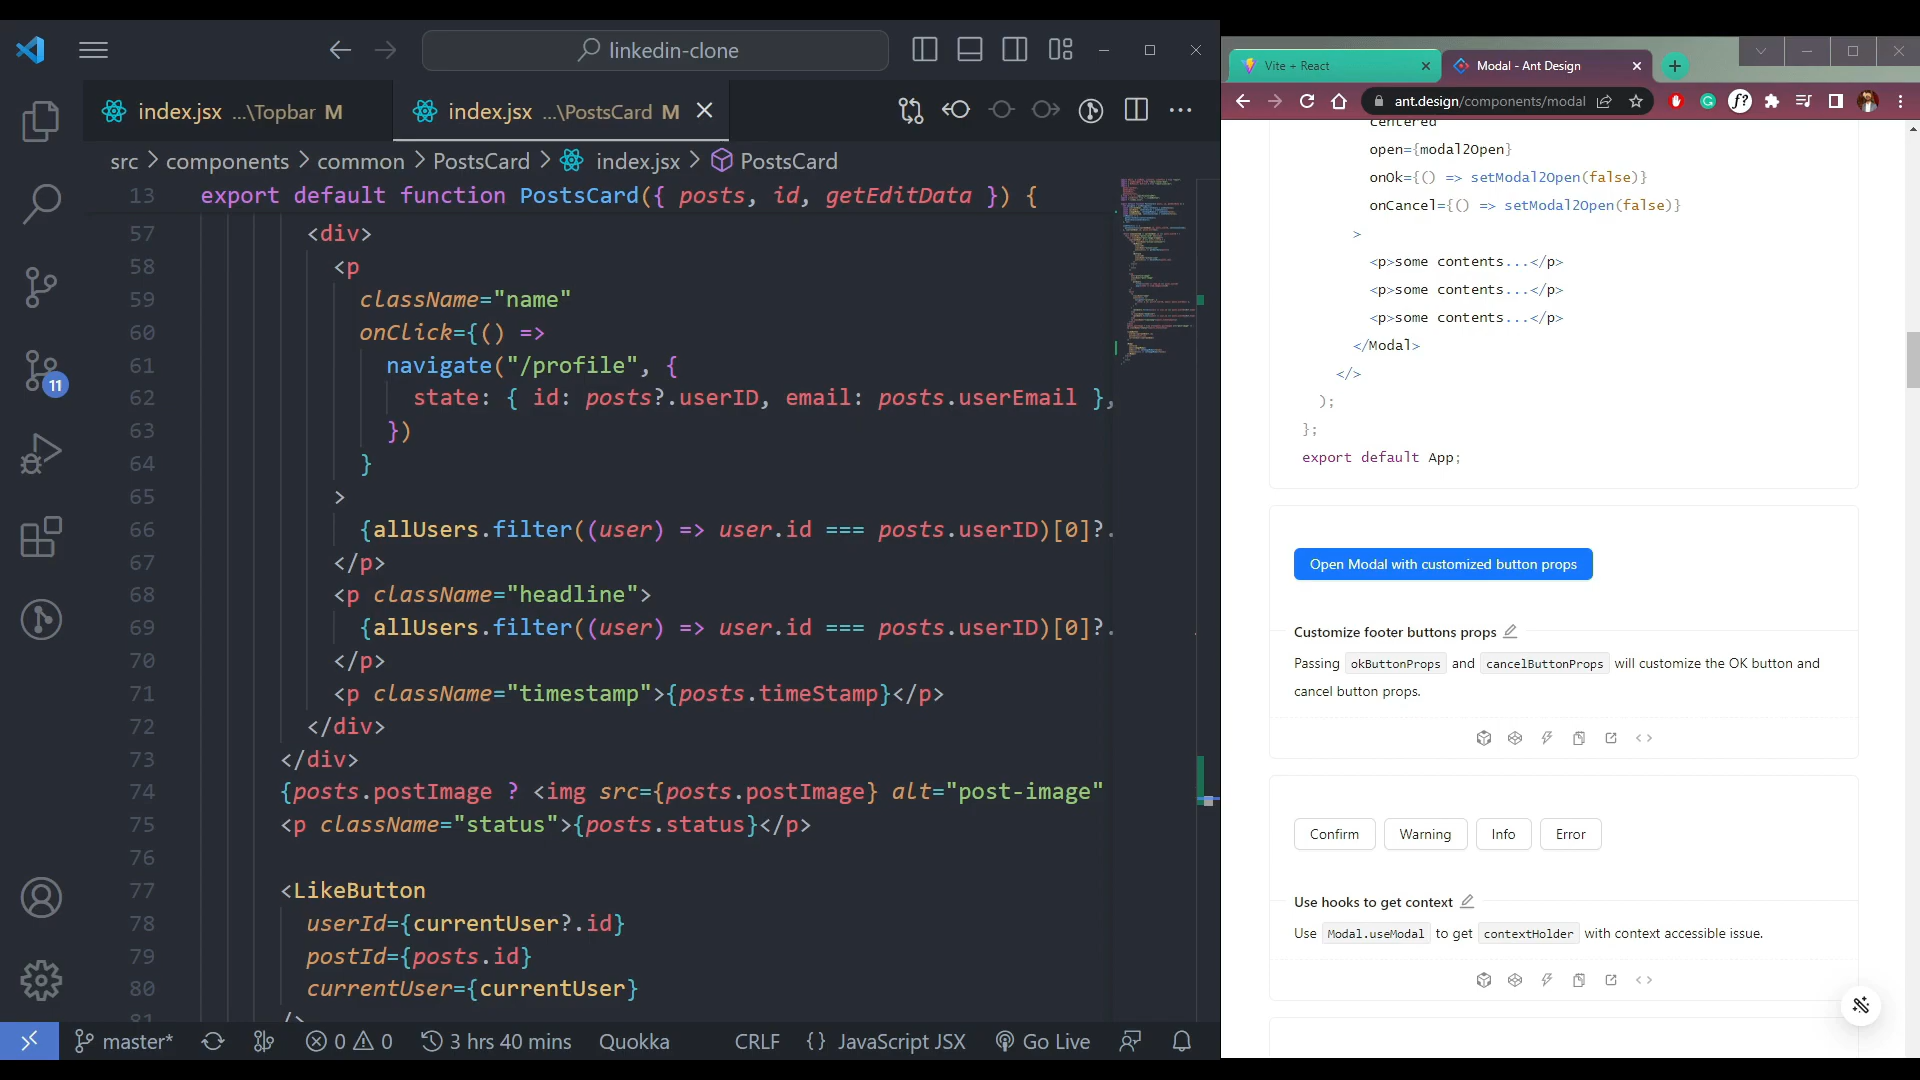 linkedin-clone
index.jsx ...\Topbar M
index.jsx ...\PostsCard M
src > components > common > PostsCard > index.jsx > PostsCard
13 export default function PostsCard({ posts, id, getEditData }) {
57 <div>
58 <p
59 className="name"
60 onClick={() =>
61 navigate("/profile", {
62 state: { id: posts?.userID, email: posts.userEmail },
63 })
64 }
65 >
66 {allUsers.filter((user) => user.id === posts.userID)[0]?.
67 </p>
68 <p className="headline">
69 {allUsers.filter((user) => user.id === posts.userID)[0]?.
70 </p>
71 <p className="timestamp">{posts.timeStamp}</p>
72 </div>
73 </div>
74 {posts.postImage ? <img src={posts.postImage} alt="post-image"
75 <p className="status">{posts.status}</p>
76
77 <LikeButton
78 userId={currentUser?.id}
79 postId={posts.id}
80 currentUser={currentUser}
81 />
11
master* 0 0 3 hrs 40 mins Quokka CRLF {} JavaScript JSX Go Live
Vite + React
Modal - Ant Design
ant.design/components/modal
f?
centered
open={modal2Open}
onOk={() => setModal2Open(false)}
onCancel={() => setModal2Open(false)}
>
<p>some contents...</p>
<p>some contents...</p>
<p>some contents...</p>
</Modal>
</>
);
};
export default App;
Open Modal with customized button props
Customize footer buttons props
Passing okButtonProps and cancelButtonProps will customize the OK button and
cancel button props.
Confirm Warning Info Error
Use hooks to get context
Use Modal.useModal to get contextHolder with context accessible issue.